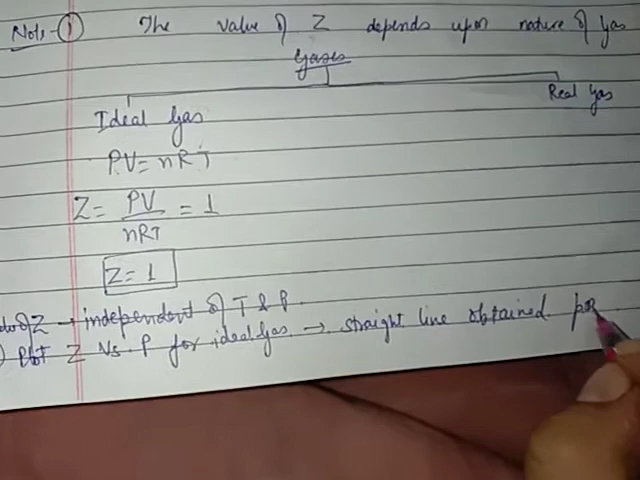 Note - ① The value of Z depends upon nature of gas
gases
Ideal gas
Real gas
PV = nRT
Z = PV / nRT = 1
Z = 1
of Z → independent of T & P.
Plot Z Vs. P for ideal gas → straight line obtained